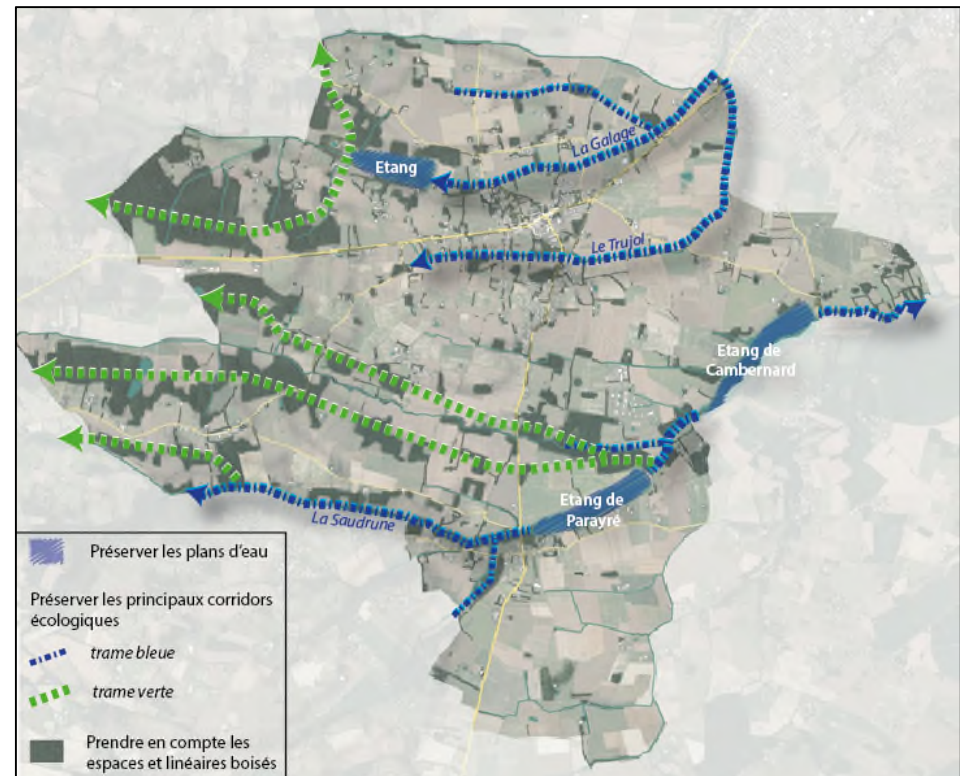 La Galage
Etang
Le Trujol
Etang de
Cambernard
Etang de
Parayré
La Saudrune
Préserver les plans d'eau
Préserver les principaux corridors
écologiques
trame bleue
trame verte
Prendre en compte les
espaces et linéaires boisés